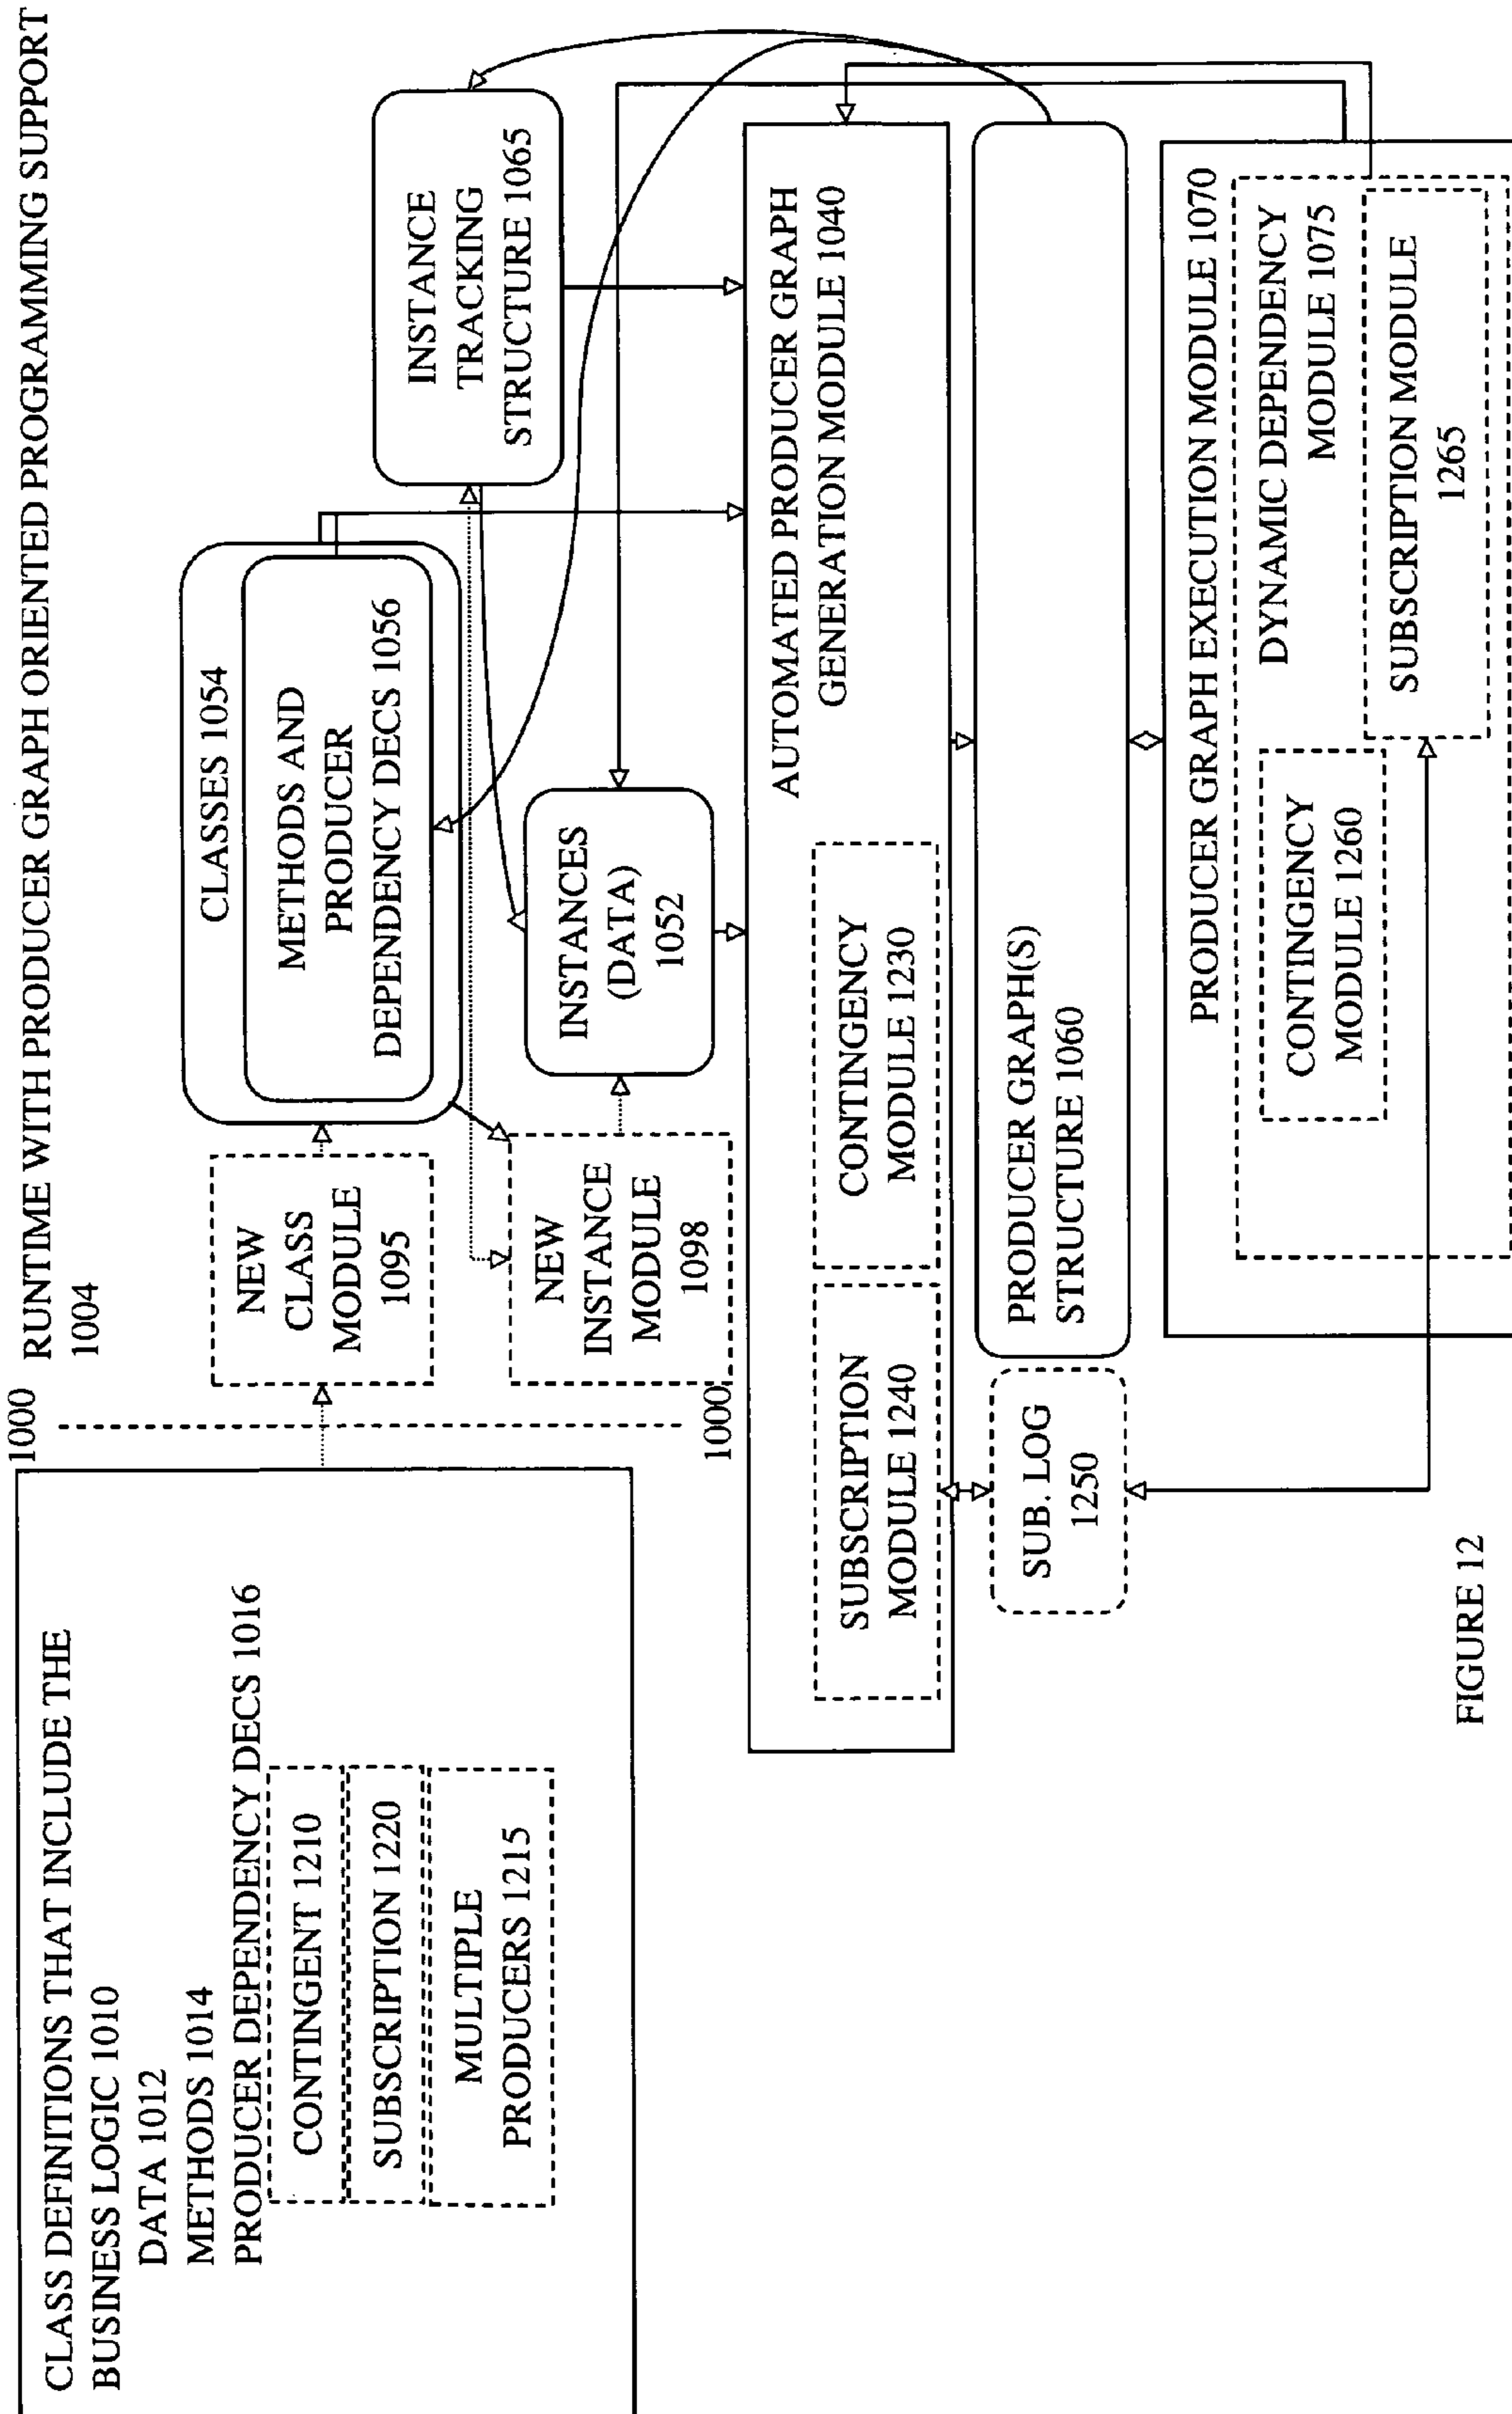 CLASS DEFINITIONS THAT INCLUDE THE
BUSINESS LOGIC 1010
DATA 1012
METHODS 1014
PRODUCER DEPENDENCY DECS 1016
CONTINGENT 1210
SUBSCRIPTION 1220
MULTIPLE
PRODUCERS 1215
1000
1000
RUNTIME WITH PRODUCER GRAPH ORIENTED PROGRAMMING SUPPORT
1004
NEW
CLASS
MODULE
1095
CLASSES 1054
METHODS AND
PRODUCER
DEPENDENCY DECS 1056
INSTANCE
TRACKING
STRUCTURE 1065
NEW
INSTANCE
MODULE
1098
INSTANCES
(DATA)
1052
AUTOMATED PRODUCER GRAPH
GENERATION MODULE 1040
SUBSCRIPTION
MODULE 1240
CONTINGENCY
MODULE 1230
SUB. LOG
1250
PRODUCER GRAPH(S)
STRUCTURE 1060
PRODUCER GRAPH EXECUTION MODULE 1070
DYNAMIC DEPENDENCY
MODULE 1075
CONTINGENCY
MODULE 1260
SUBSCRIPTION MODULE
1265
FIGURE 12